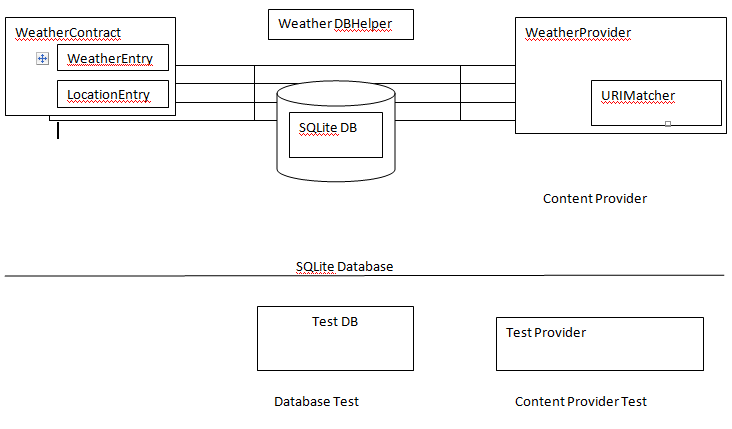 Weather DBHelper
WeatherContract
WeatherEntry
LocationEntry
SQLite DB
WeatherProvider
URIMatcher
Content Provider
SQLite Database
Test DB
Test Provider
Database Test
Content Provider Test